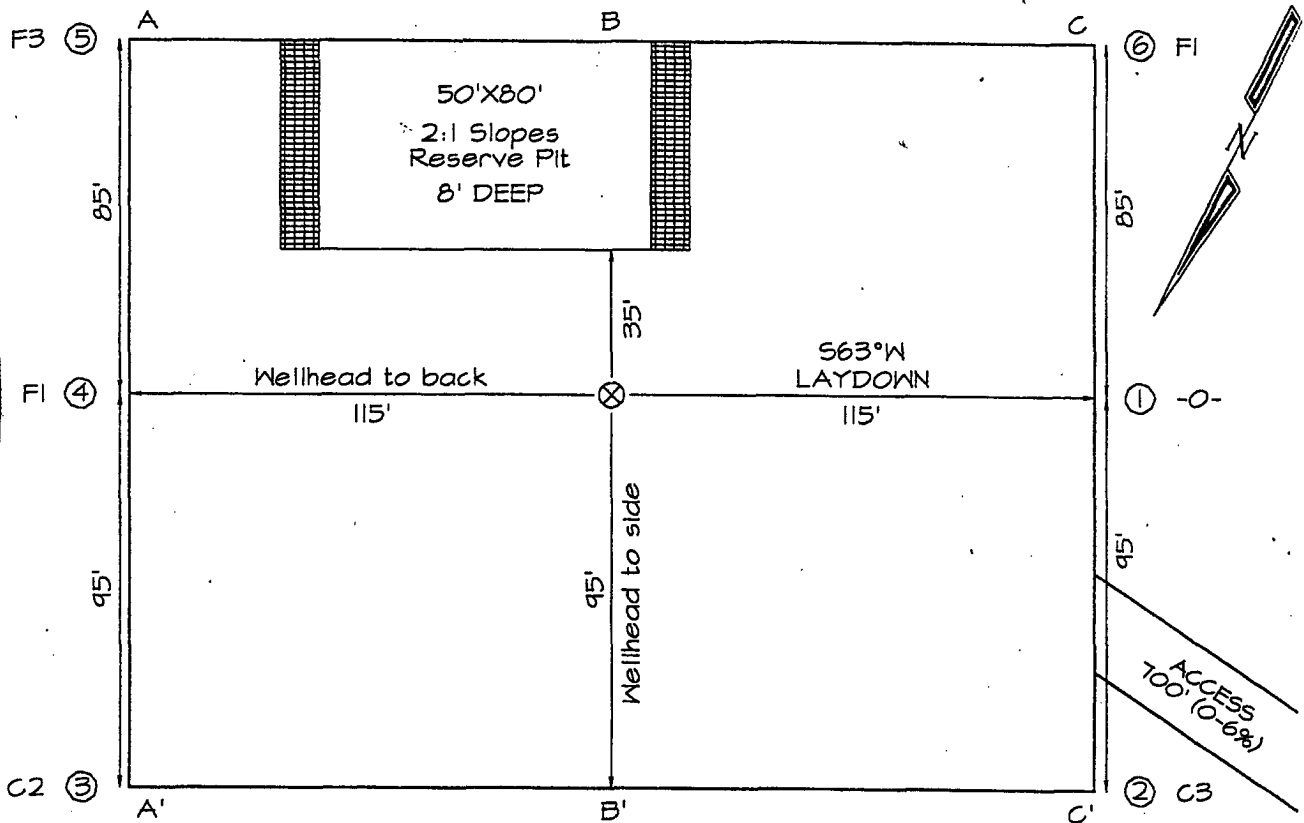 A
B
C
F3 ⑤
⑥ F1
50'X80'
2:1 Slopes
Reserve Pit
8' DEEP
N
85'
85'
35'
S63°W
LAYDOWN
Wellhead to back
F1 ④
① -0-
115'
115'
95'
95'
Wellhead to side
95'
ACCESS
700' (0-6%)
C2 ③
② C3
A'
B'
C'